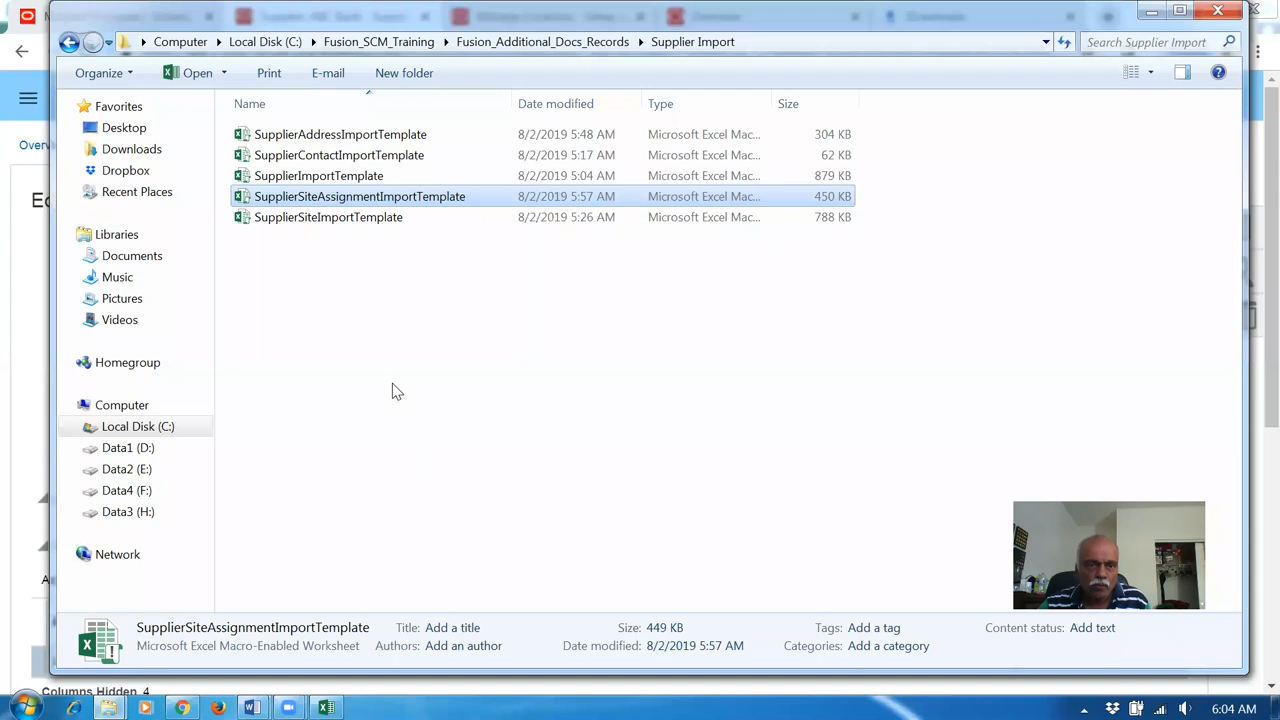 Computer Local Disk (C:) Fusion_SCM_Training Fusion_Additional_Docs_Records Supplier Import Search Supplier Import
Organize Open Print E-mail New folder
Name Date modified Type Size
Favorites
Desktop
Downloads
Dropbox
Recent Places
Libraries
Documents
Music
Pictures
Videos
Homegroup
Computer
Local Disk (C:)
Data1 (D:)
Data2 (E:)
Data4 (F:)
Data3 (H:)
Network
SupplierAddressImportTemplate 8/2/2019 5:48 AM Microsoft Excel Mac... 304 KB
SupplierContactImportTemplate 8/2/2019 5:17 AM Microsoft Excel Mac... 62 KB
SupplierImportTemplate 8/2/2019 5:04 AM Microsoft Excel Mac... 879 KB
SupplierSiteAssignmentImportTemplate 8/2/2019 5:57 AM Microsoft Excel Mac... 450 KB
SupplierSiteImportTemplate 8/2/2019 5:26 AM Microsoft Excel Mac... 788 KB
SupplierSiteAssignmentImportTemplate Title: Add a title Size: 449 KB Tags: Add a tag Content status: Add text
Microsoft Excel Macro-Enabled Worksheet Authors: Add an author Date modified: 8/2/2019 5:57 AM Categories: Add a category
Columns Hidden 4
6:04 AM